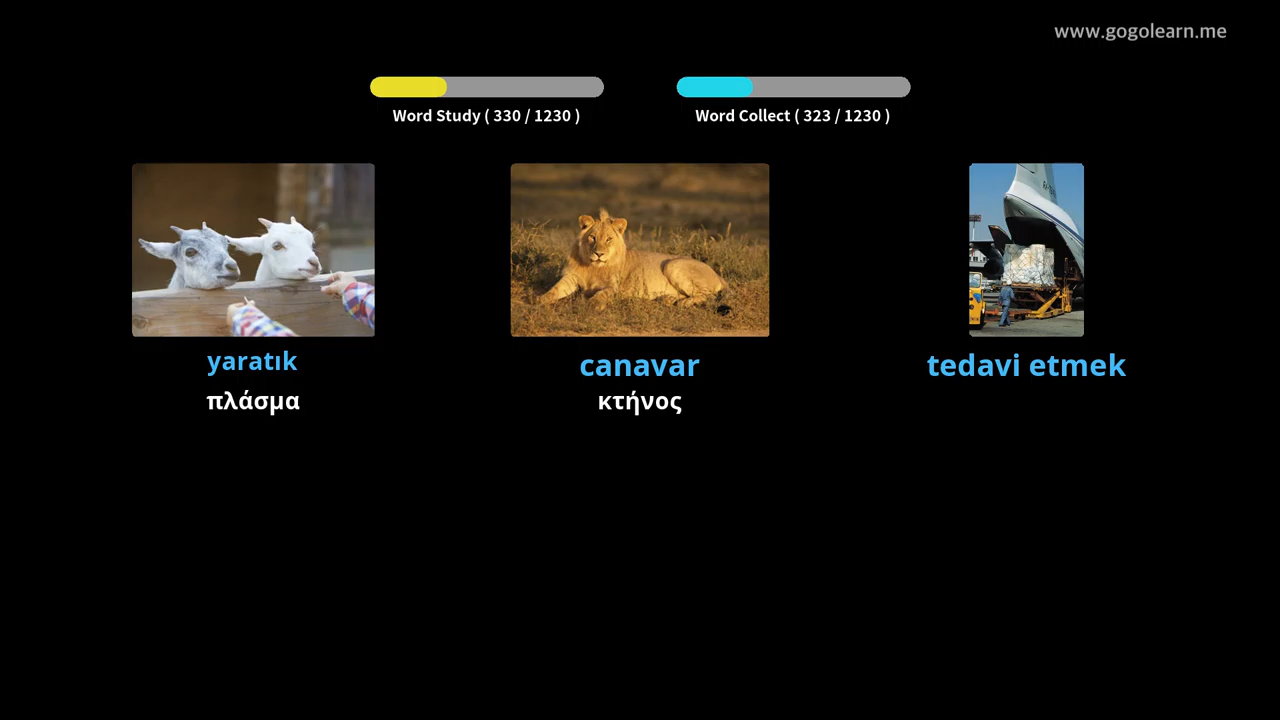 www.gogolearn.me
Word Study ( 330 / 1230 )
Word Collect ( 323 / 1230 )
yaratık
canavar
tedavi etmek
πλάσμα
κτήνος